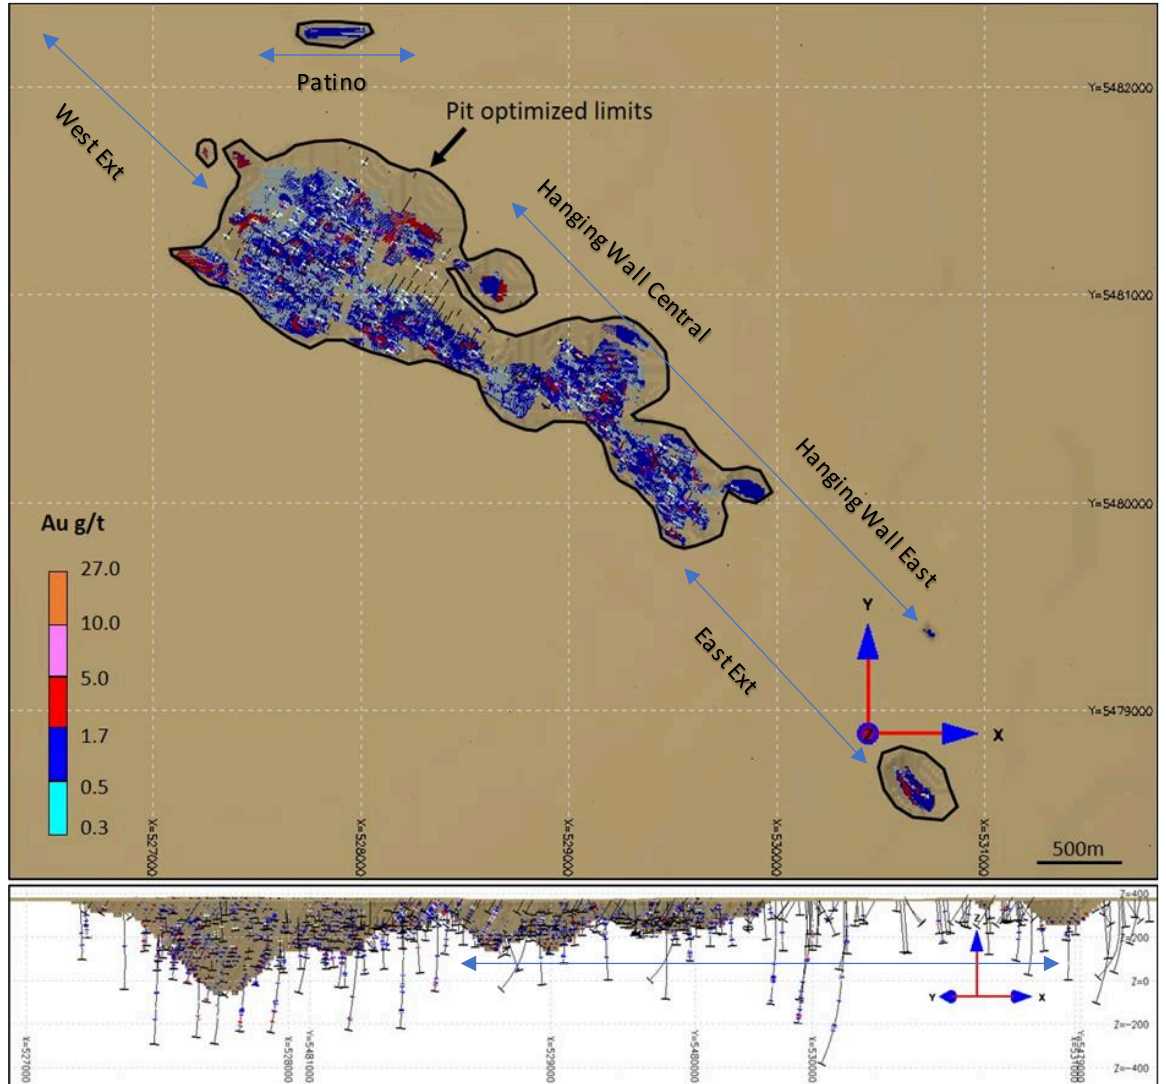 Patino
Y=5482000
Pit optimized limits
West Ext
Hanging Wall Central
Y=5481000
Hanging Wall East
Y=5480000
Au g/t
27.0
10.0
5.0
1.7
0.5
0.3
East Ext
Y
Z
X
Y=5479000
X=527000
X=528000
X=529000
X=530000
X=531000
500m
Z=400
Z=200
Z
Z=0
Y
X
Z=-200
Z=-400
X=527000
X=528000
Y=5481000
X=529000
Y=5480000
X=530000